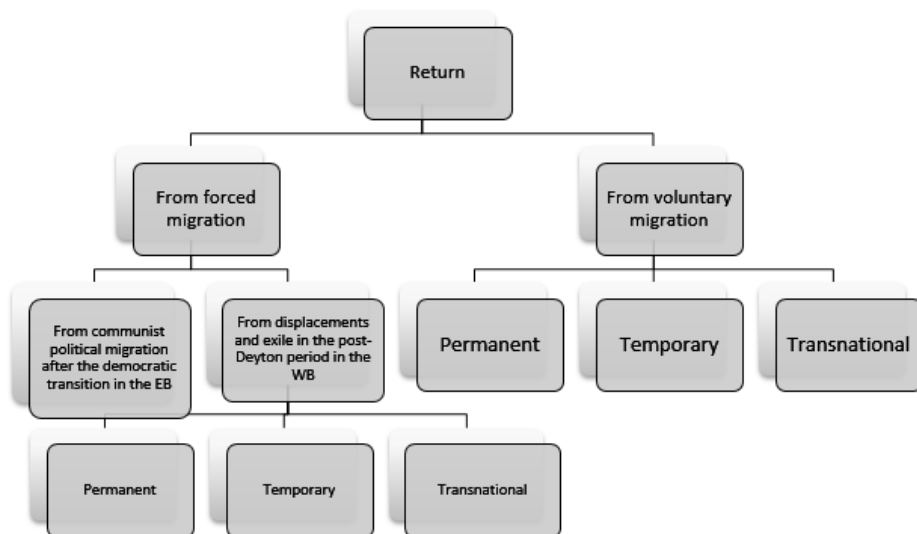 Return
From forced
migration
From voluntary
migration
From communist
political migration
after the democratic
transition in the EB
From displacements
and exile in the post-
Deyton period in the
WB
Permanent
Temporary
Transnational
Permanent
Temporary
Transnational